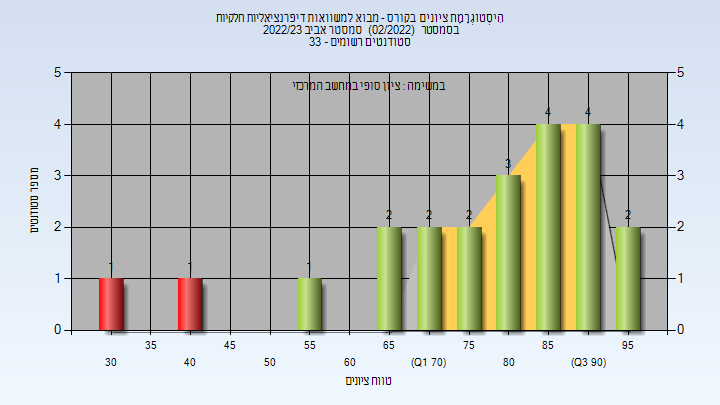 היסטוגרמת ציונים בקורס - מבוא למשוואות דיפרנציאליות חלקיות
בסמסטר (02/2022) סמסטר אביב 2022/23
סטודנטים רשומים - 33
במשימה : ציון סופי במחשב המרכזי
מספר סטודנטים
5 5
4 4
3 3
2 2
1 1
0 0
1 1 1 2 2 2 3 4 4 2
35 45 55 65 75 85 95
30 40 50 60 (Q1 70) 80 (Q3 90)
טווח ציונים